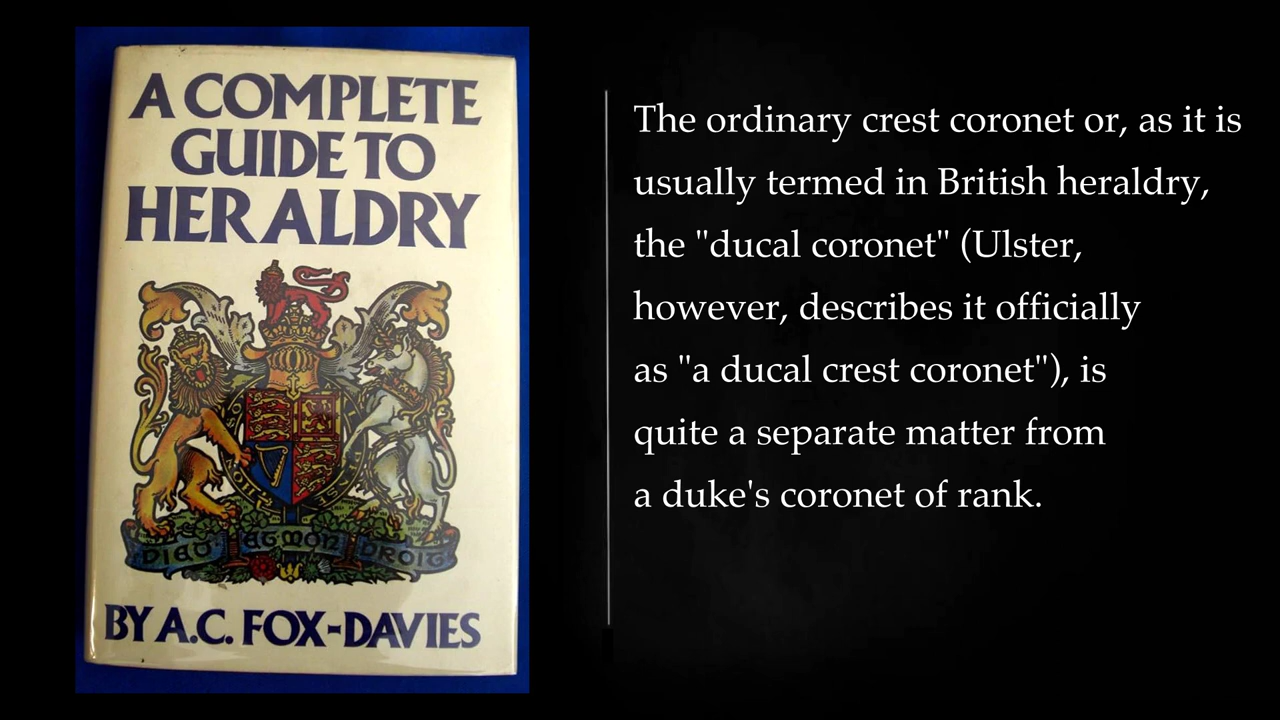 A COMPLETE
GUIDE TO
HERALDRY
DIEU ET MON DROIT
BY A.C. FOX-DAVIES
The ordinary crest coronet or, as it is
usually termed in British heraldry,
the "ducal coronet" (Ulster,
however, describes it officially
as "a ducal crest coronet"), is
quite a separate matter from
a duke's coronet of rank.